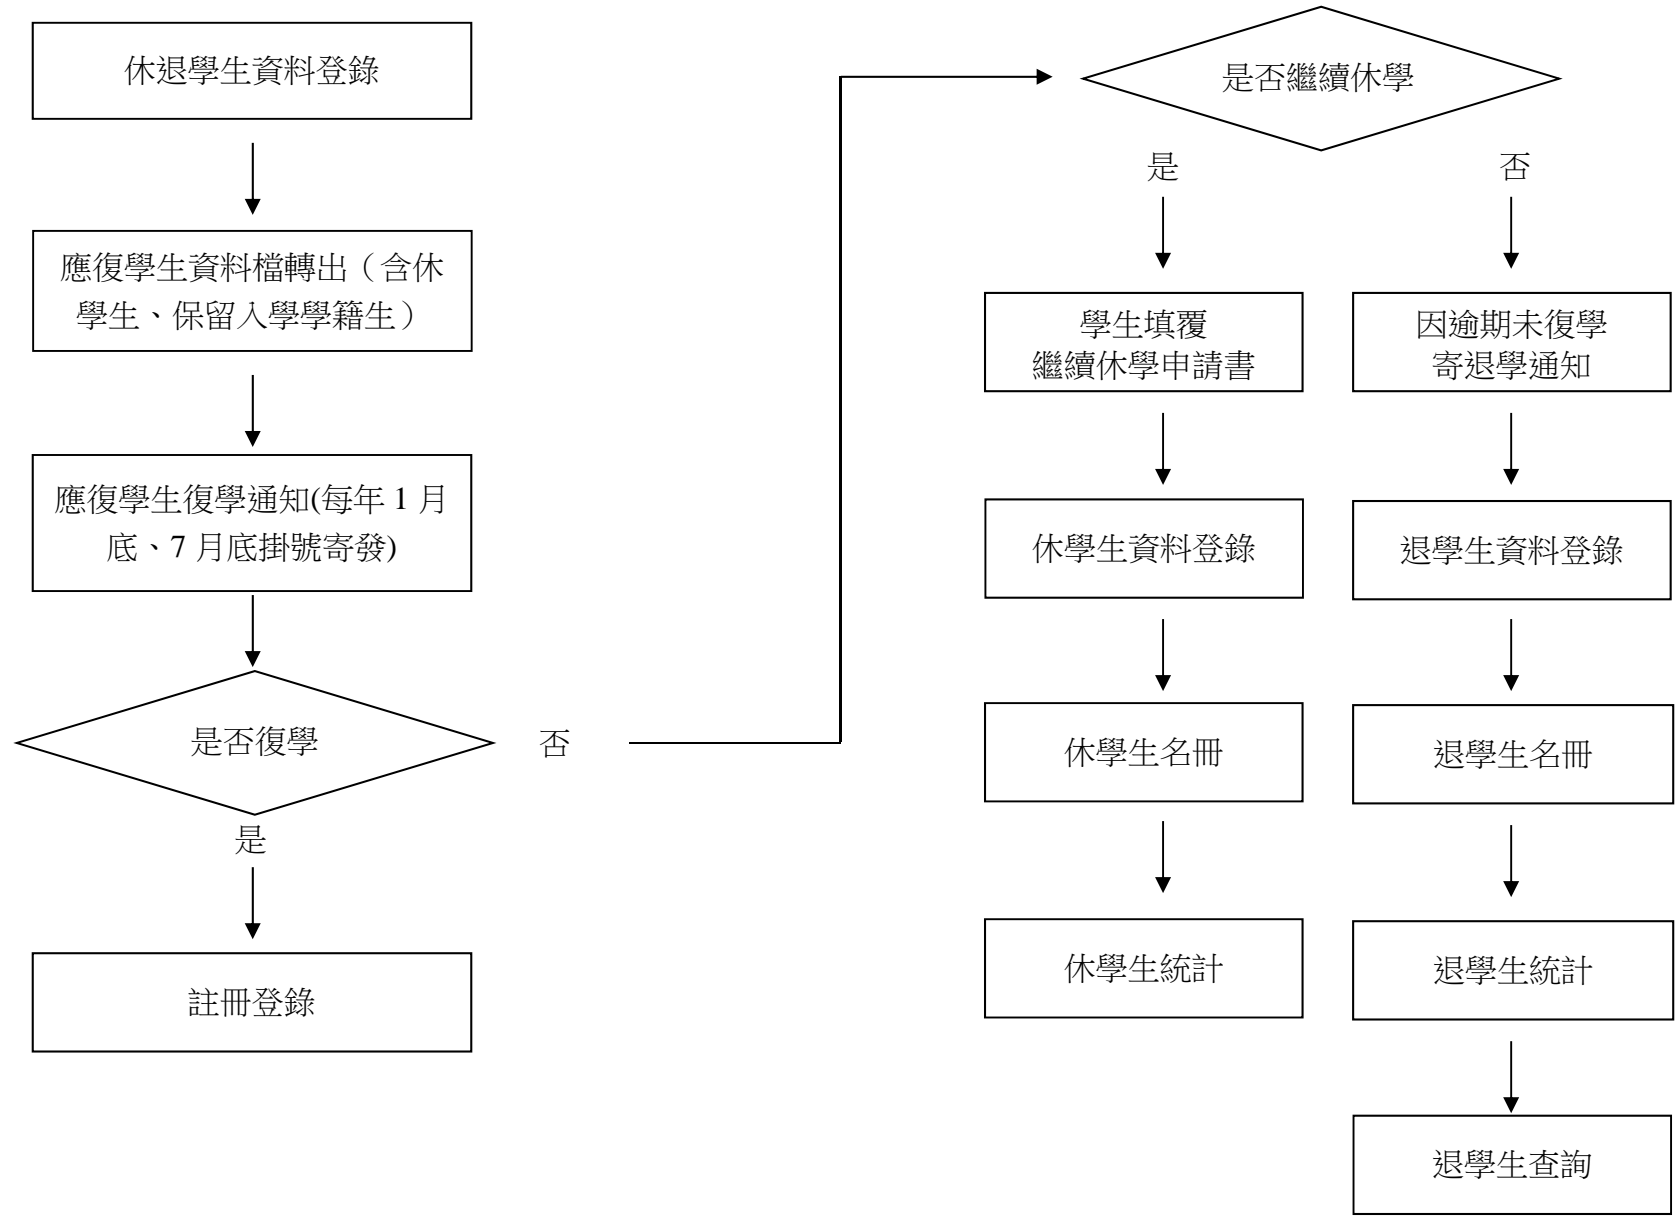 休退學生資料登錄
應復學生資料檔轉出（含休
學生、保留入學學籍生）
應復學生復學通知(每年 1 月
底、7 月底掛號寄發)
是否復學
否
是
註冊登錄
是否繼續休學
是
否
學生填覆
繼續休學申請書
休學生資料登錄
休學生名冊
休學生統計
因逾期未復學
寄退學通知
退學生資料登錄
退學生名冊
退學生統計
退學生查詢